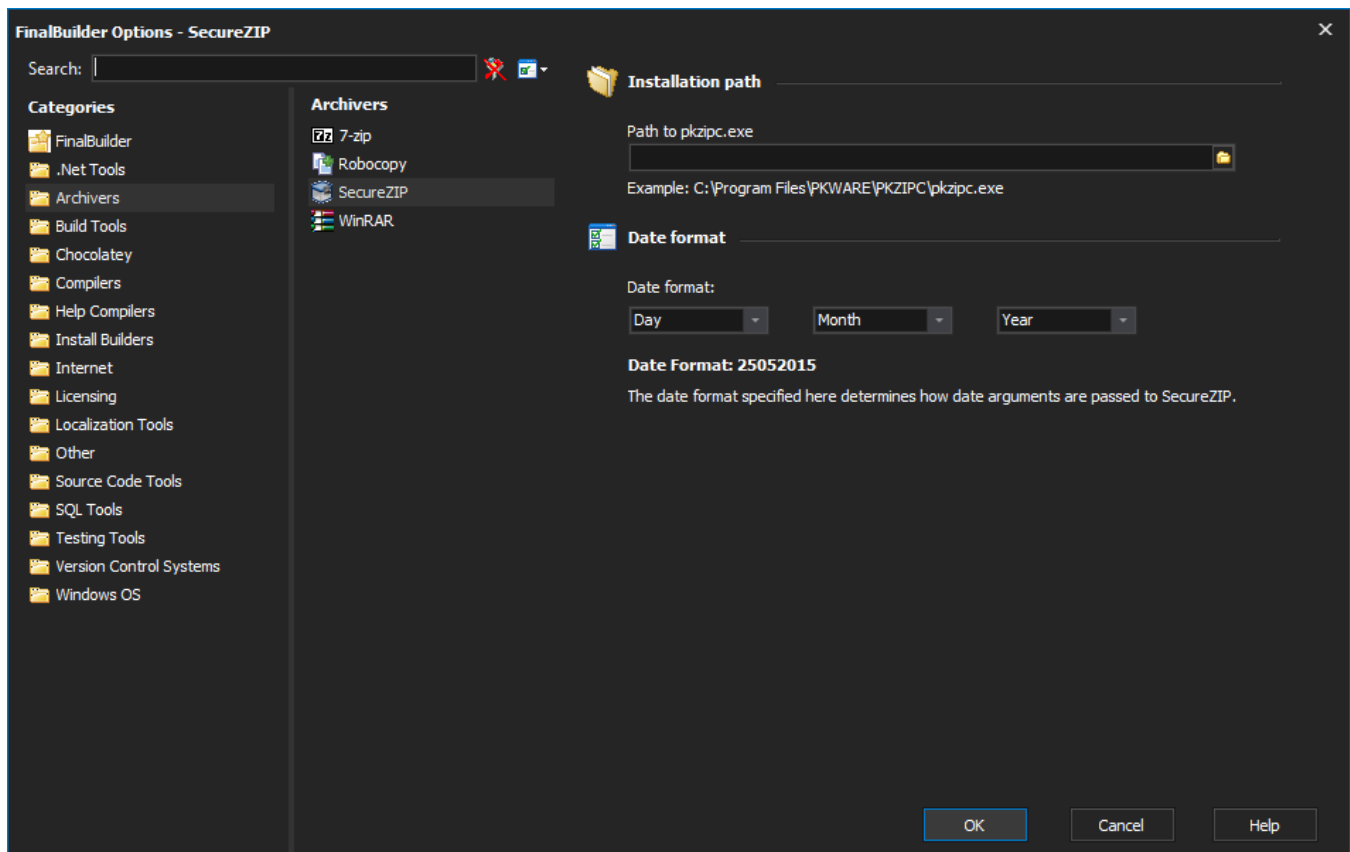 FinalBuilder Options - SecureZIP
Search:
Categories
FinalBuilder
.Net Tools
Archivers
Build Tools
Chocolatey
Compilers
Help Compilers
Install Builders
Internet
Licensing
Localization Tools
Other
Source Code Tools
SQL Tools
Testing Tools
Version Control Systems
Windows OS
Archivers
7z 7-zip
Robocopy
SecureZIP
WinRAR
Installation path
Path to pkzipc.exe
Example: C:\Program Files\PKWARE\PKZIPC\pkzipc.exe
Date format
Date format:
Day Month Year
Date Format: 25052015
The date format specified here determines how date arguments are passed to SecureZIP.
OK Cancel Help